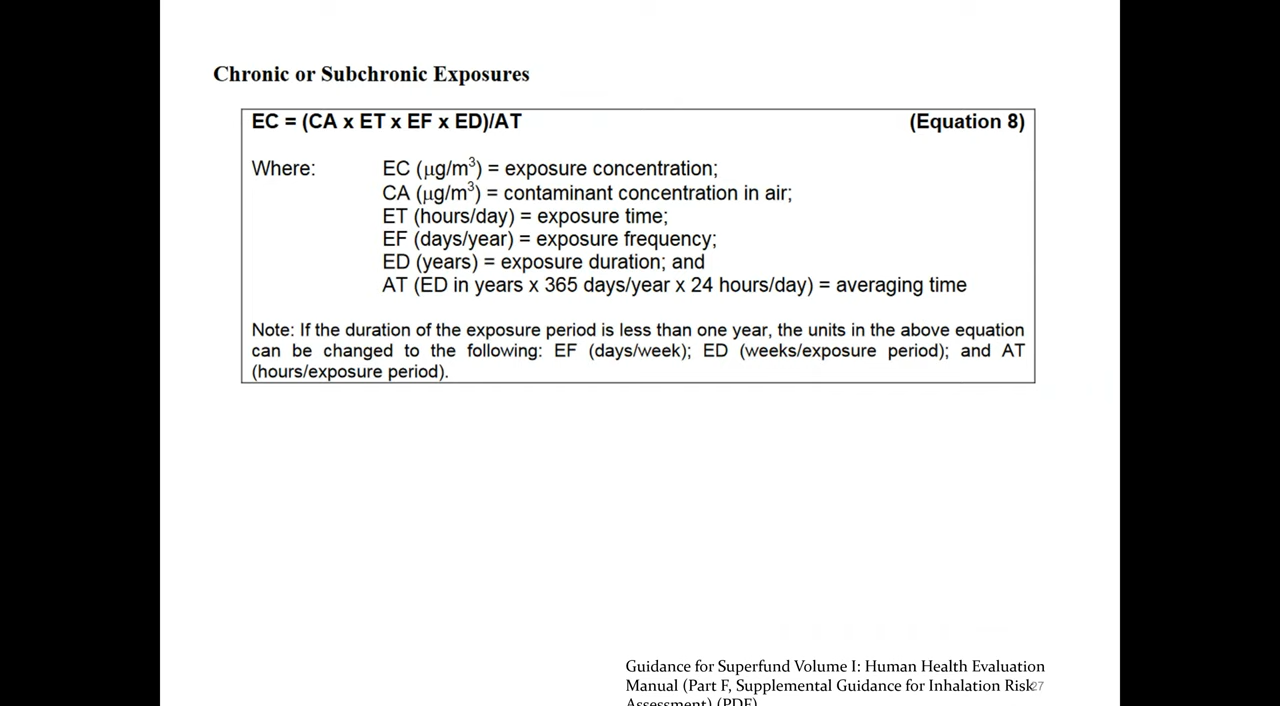 Chronic or Subchronic Exposures
EC = (CA x ET x EF x ED)/AT (Equation 8)
Where: EC (μg/m³) = exposure concentration;
CA (μg/m³) = contaminant concentration in air;
ET (hours/day) = exposure time;
EF (days/year) = exposure frequency;
ED (years) = exposure duration; and
AT (ED in years x 365 days/year x 24 hours/day) = averaging time
Note: If the duration of the exposure period is less than one year, the units in the above equation
can be changed to the following: EF (days/week); ED (weeks/exposure period); and AT
(hours/exposure period).
Guidance for Superfund Volume I: Human Health Evaluation
Manual (Part F, Supplemental Guidance for Inhalation Risk 27
Assessment) (PDF)